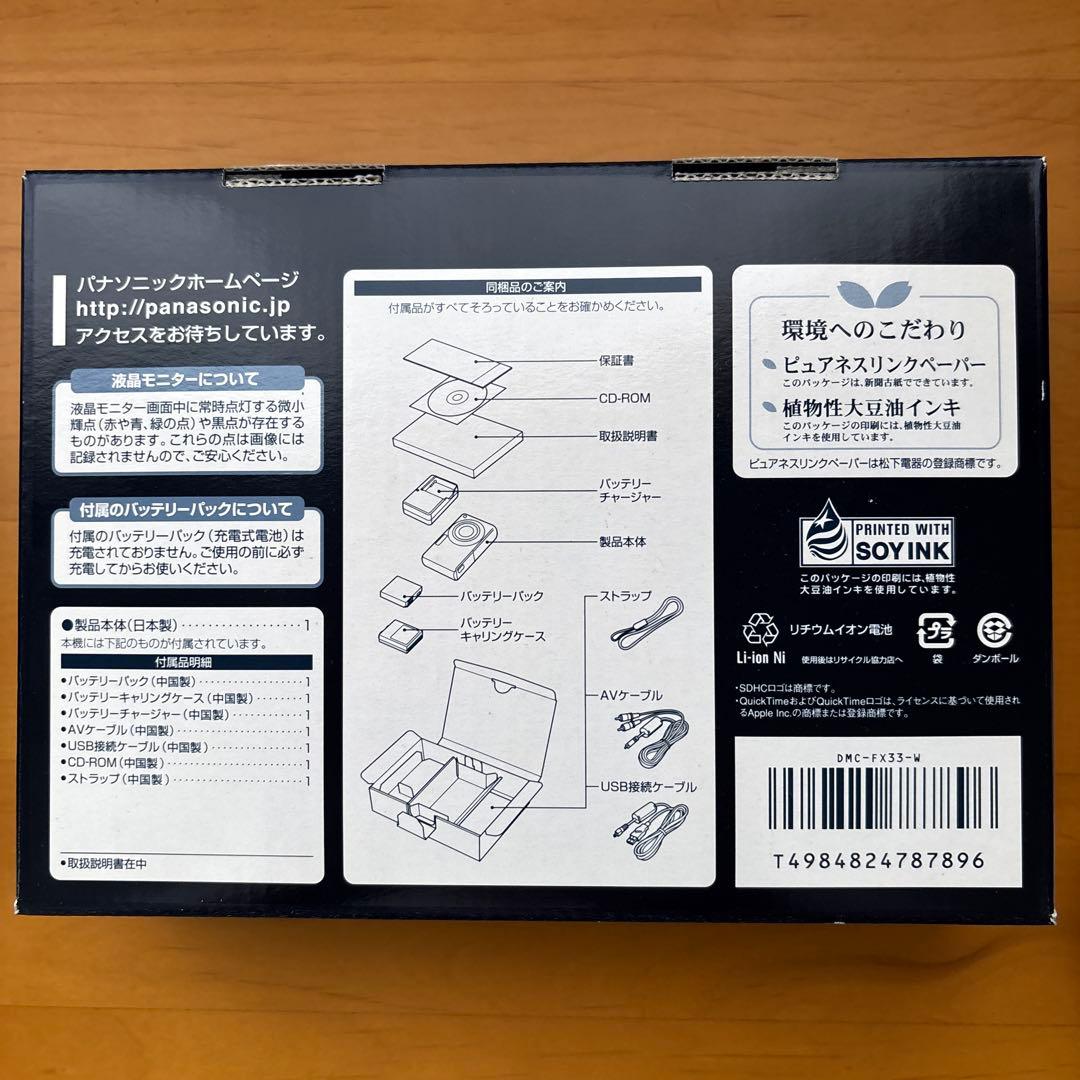 パナソニックホームページ
http://panasonic.jp
アクセスをお待ちしています。
液晶モニターについて
液晶モニター画面中に常時点灯する微小
輝点(赤や青、緑の点)や黒点が存在する
ものがあります。これらの点は画像には
記録されませんので、ご安心ください。
付属のバッテリーパックについて
付属のバッテリーパック(充電式電池)は
充電されておりません。ご使用の前に必ず
充電してからお使いください。
●製品本体(日本製)・・・・・・・・・・・・・・・・・1
本機には下記のものが付属されています。
付属品明細
•バッテリーパック(中国製)・・・・・・・・・・・1
•バッテリーキャリングケース(中国製)・・・・・・1
•バッテリーチャージャー(中国製)・・・・・・・・1
•AVケーブル(中国製)・・・・・・・・・・・・・・1
•USB接続ケーブル(中国製)・・・・・・・・・・・1
•CD-ROM(中国製)・・・・・・・・・・・・・・・1
•ストラップ(中国製)・・・・・・・・・・・・・・1
•取扱説明書在中
同梱品のご案内
付属品がすべてそろっていることをお確かめください。
保証書
CD-ROM
取扱説明書
バッテリー
チャージャー
製品本体
バッテリーパック
バッテリー
キャリングケース
ストラップ
AVケーブル
USB接続ケーブル
環境へのこだわり
ピュアネスリンクペーパー
このパッケージは、新聞古紙でできています。
植物性大豆油インキ
このパッケージの印刷には、植物性大豆油
インキを使用しています。
ピュアネスリンクペーパーは松下電器の登録商標です。
PRINTED WITH
SOY INK
このパッケージの印刷には、植物性
大豆油インキを使用しています。
リチウムイオン電池
Li-ion Ni
使用後はリサイクル協力店へ
プラ
袋
ダンボール
・SDHCロゴは商標です。
・QuickTimeおよびQuickTimeロゴは、ライセンスに基づいて使用され
るApple Inc.の商標または登録商標です。
DMC-FX33-W
T4984824787896